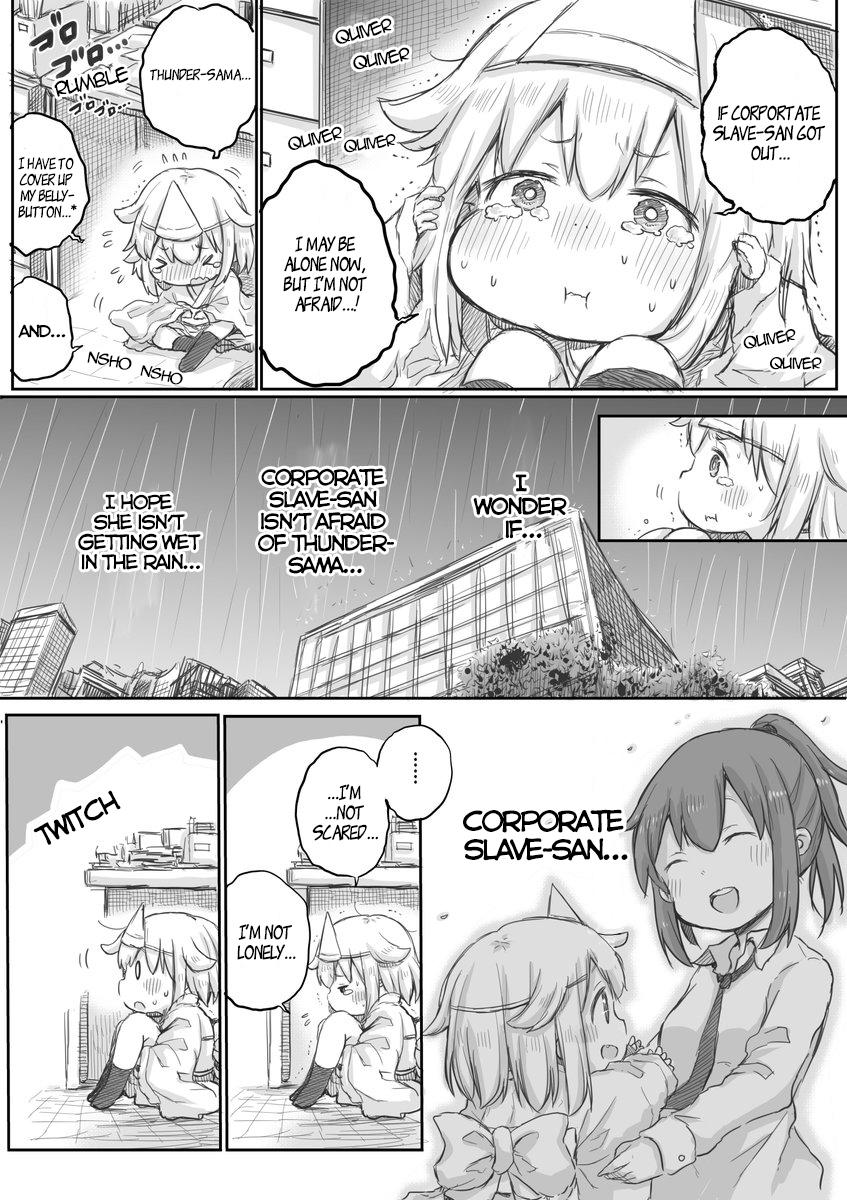 ゴロ
ゴロ...
RUMBLE
ゴロゴロ...
THUNDER-SAMA...
I HAVE TO
COVER UP
MY BELLY-
BUTTON...*
AND...
NSHO NSHO
QUIVER
QUIVER
QUIVER
QUIVER
IF CORPORTATE
SLAVE-SAN GOT
OUT...
I MAY BE
ALONE NOW,
BUT I'M NOT
AFRAID...!
QUIVER
QUIVER
I
WONDER
IF...
CORPORATE
SLAVE-SAN
ISN'T AFRAID
OF THUNDER-
SAMA...
I HOPE
SHE ISN'T
GETTING WET
IN THE RAIN...
CORPORATE
SLAVE-SAN...
........
...I'M
...NOT
SCARED...
I'M NOT
LONELY...
TWITCH